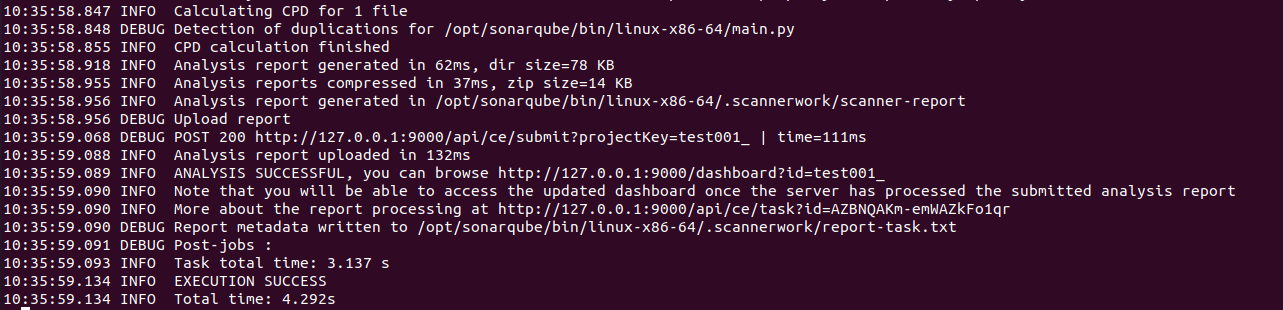 10:35:58.847 INFO  Calculating CPD for 1 file
10:35:58.848 DEBUG Detection of duplications for /opt/sonarqube/bin/linux-x86-64/main.py
10:35:58.855 INFO  CPD calculation finished
10:35:58.918 INFO  Analysis report generated in 62ms, dir size=78 KB
10:35:58.955 INFO  Analysis reports compressed in 37ms, zip size=14 KB
10:35:58.956 INFO  Analysis report generated in /opt/sonarqube/bin/linux-x86-64/.scannerwork/scanner-report
10:35:58.956 DEBUG Upload report
10:35:59.068 DEBUG POST 200 http://127.0.0.1:9000/api/ce/submit?projectKey=test001_ | time=111ms
10:35:59.088 INFO  Analysis report uploaded in 132ms
10:35:59.089 INFO  ANALYSIS SUCCESSFUL, you can browse http://127.0.0.1:9000/dashboard?id=test001_
10:35:59.090 INFO  Note that you will be able to access the updated dashboard once the server has processed the submitted analysis report
10:35:59.090 INFO  More about the report processing at http://127.0.0.1:9000/api/ce/task?id=AZBNQAKm-emWAZkFo1qr
10:35:59.090 DEBUG Report metadata written to /opt/sonarqube/bin/linux-x86-64/.scannerwork/report-task.txt
10:35:59.091 DEBUG Post-jobs :
10:35:59.093 INFO  Task total time: 3.137 s
10:35:59.134 INFO  EXECUTION SUCCESS
10:35:59.134 INFO  Total time: 4.292s